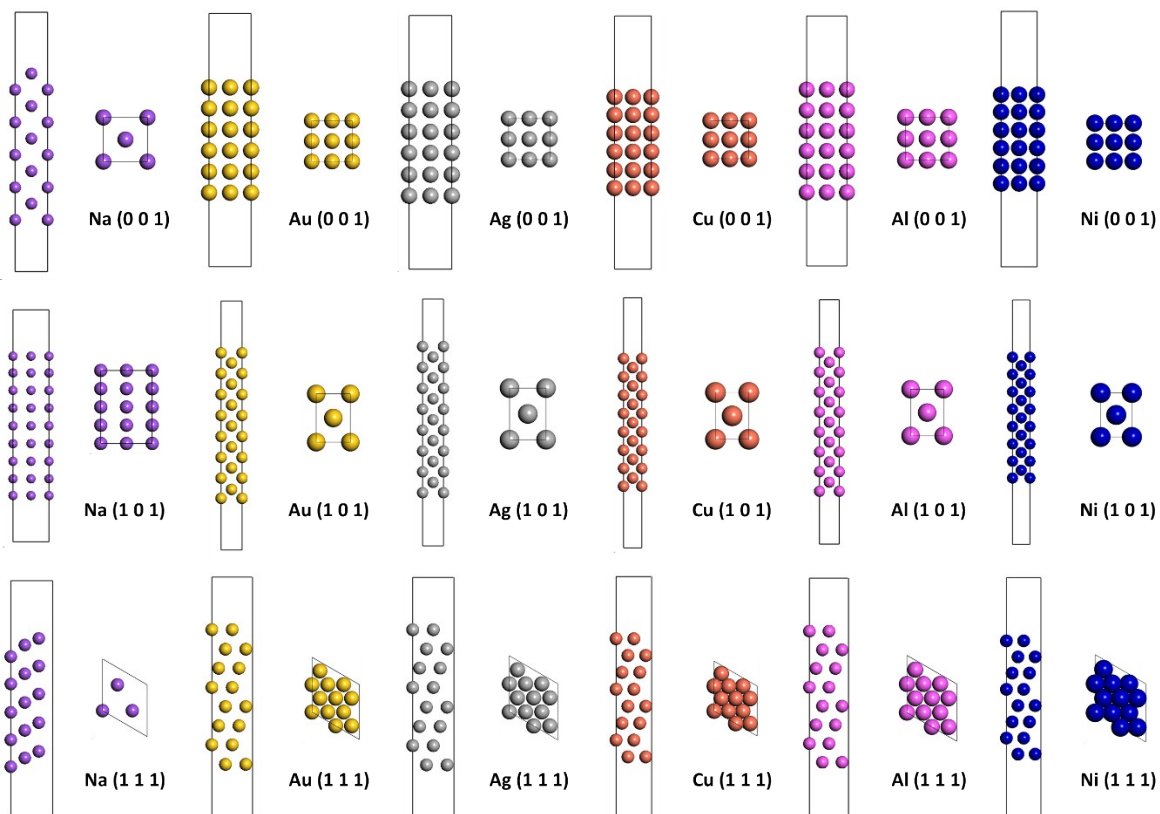 Na (0 0 1) Au (0 0 1) Ag (0 0 1) Cu (0 0 1) Al (0 0 1) Ni (0 0 1)
Na (1 0 1) Au (1 0 1) Ag (1 0 1) Cu (1 0 1) Al (1 0 1) Ni (1 0 1)
Na (1 1 1) Au (1 1 1) Ag (1 1 1) Cu (1 1 1) Al (1 1 1) Ni (1 1 1)